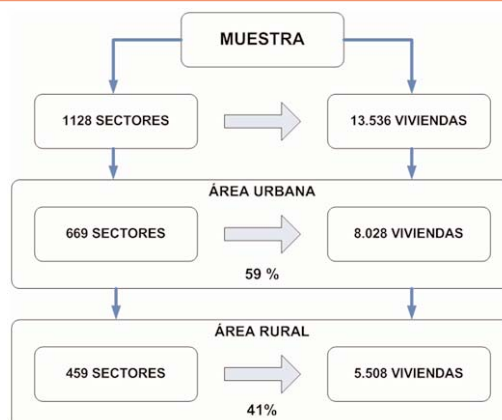 MUESTRA
1128 SECTORES
13.536 VIVIENDAS
ÁREA URBANA
669 SECTORES
8.028 VIVIENDAS
59 %
ÁREA RURAL
459 SECTORES
5.508 VIVIENDAS
41%